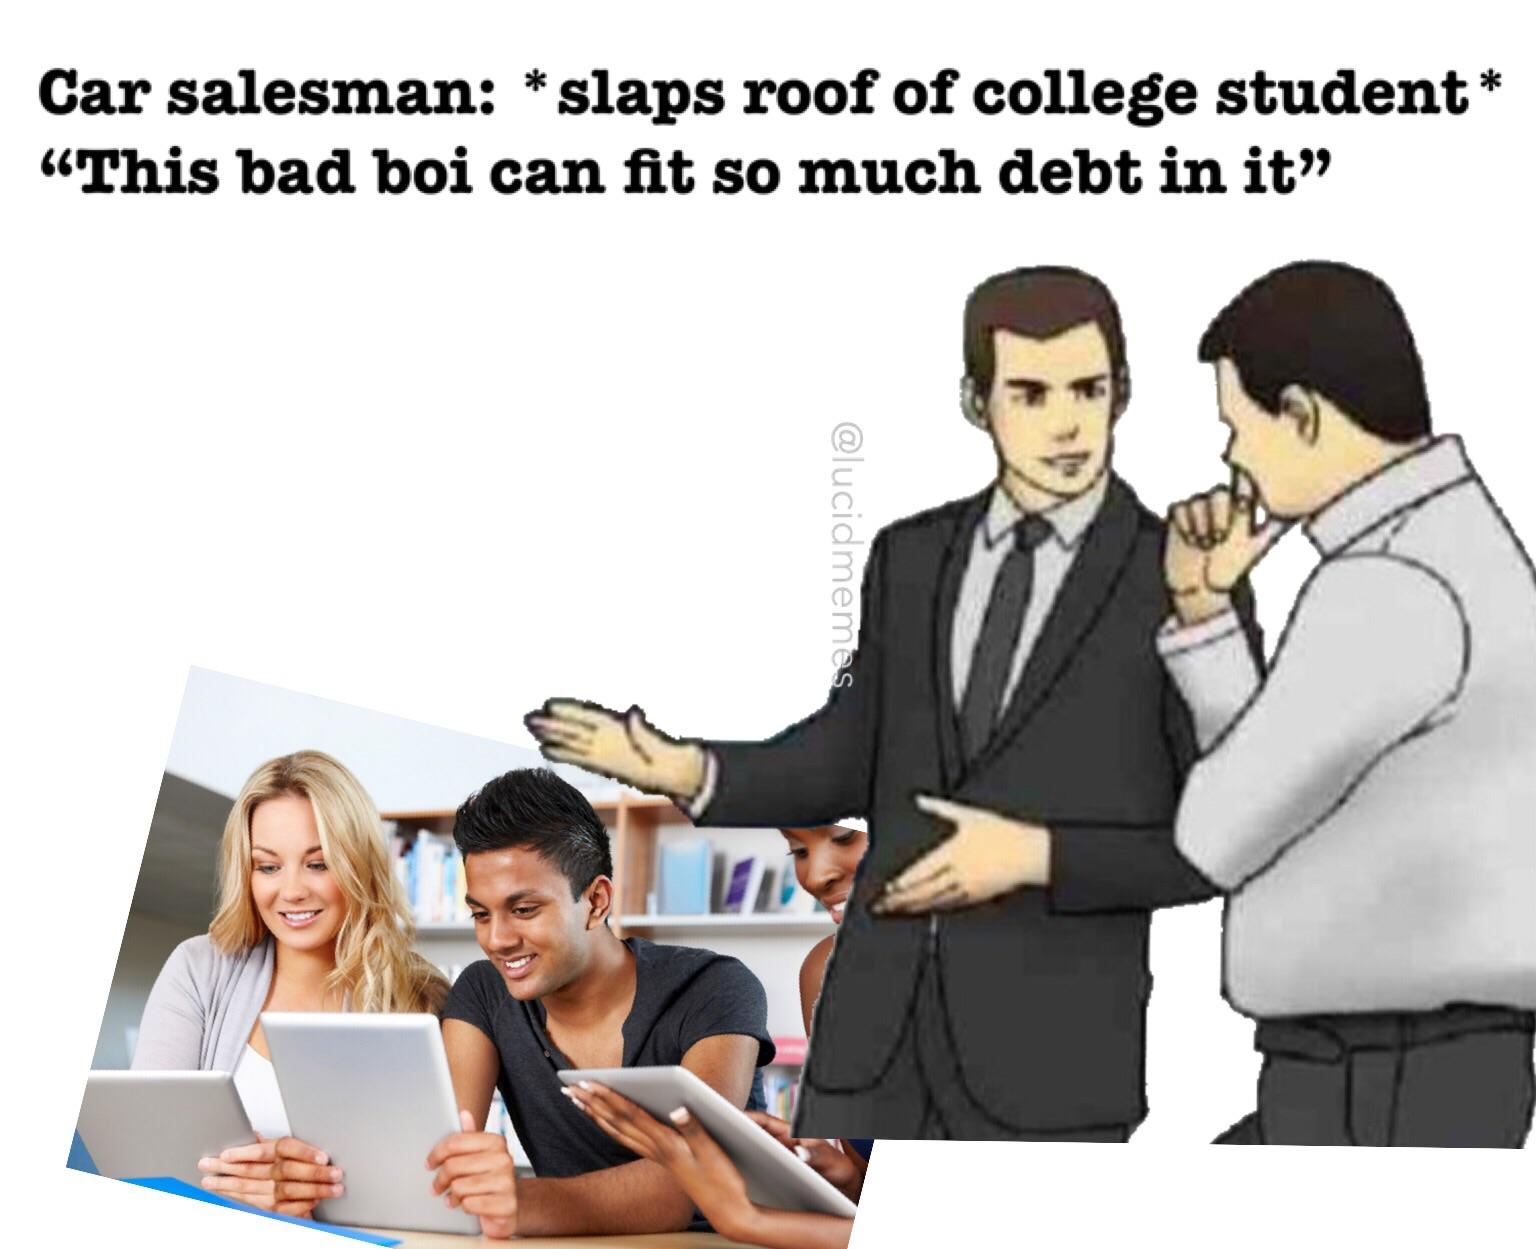 Car salesman: *slaps roof of college student*
“This bad boi can fit so much debt in it”
@lucidmemes